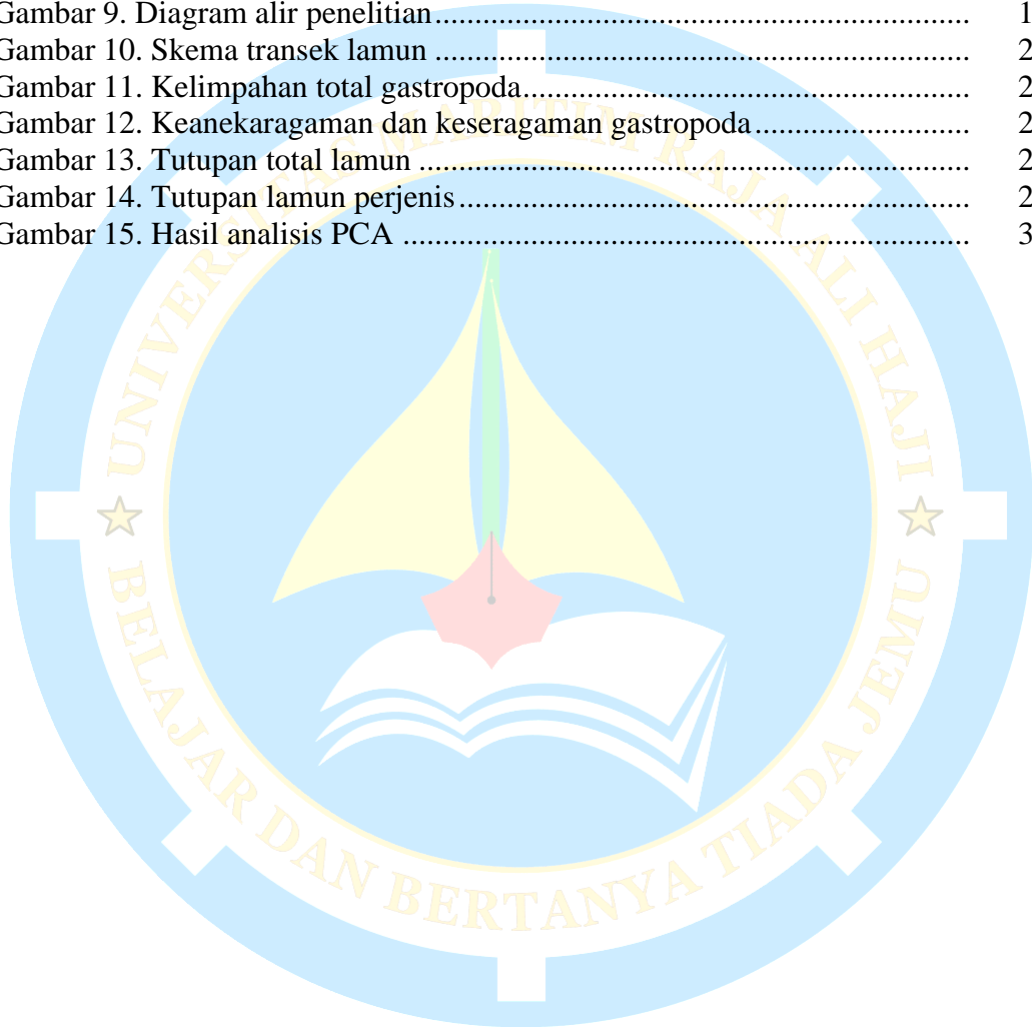 Gambar 9. Diagram alir penelitian.................................................................. 1
Gambar 10. Skema transek lamun .................................................................. 2
Gambar 11. Kelimpahan total gastropoda....................................................... 2
Gambar 12. Keanekaragaman dan keseragaman gastropoda........................... 2
Gambar 13. Tutupan total lamun .................................................................... 2
Gambar 14. Tutupan lamun perjenis............................................................... 2
Gambar 15. Hasil analisis PCA ...................................................................... 3
UNIVERSITAS MARITIM RAJA ALI HAJI
BELAJAR DAN BERTANYA TIADA JEMU